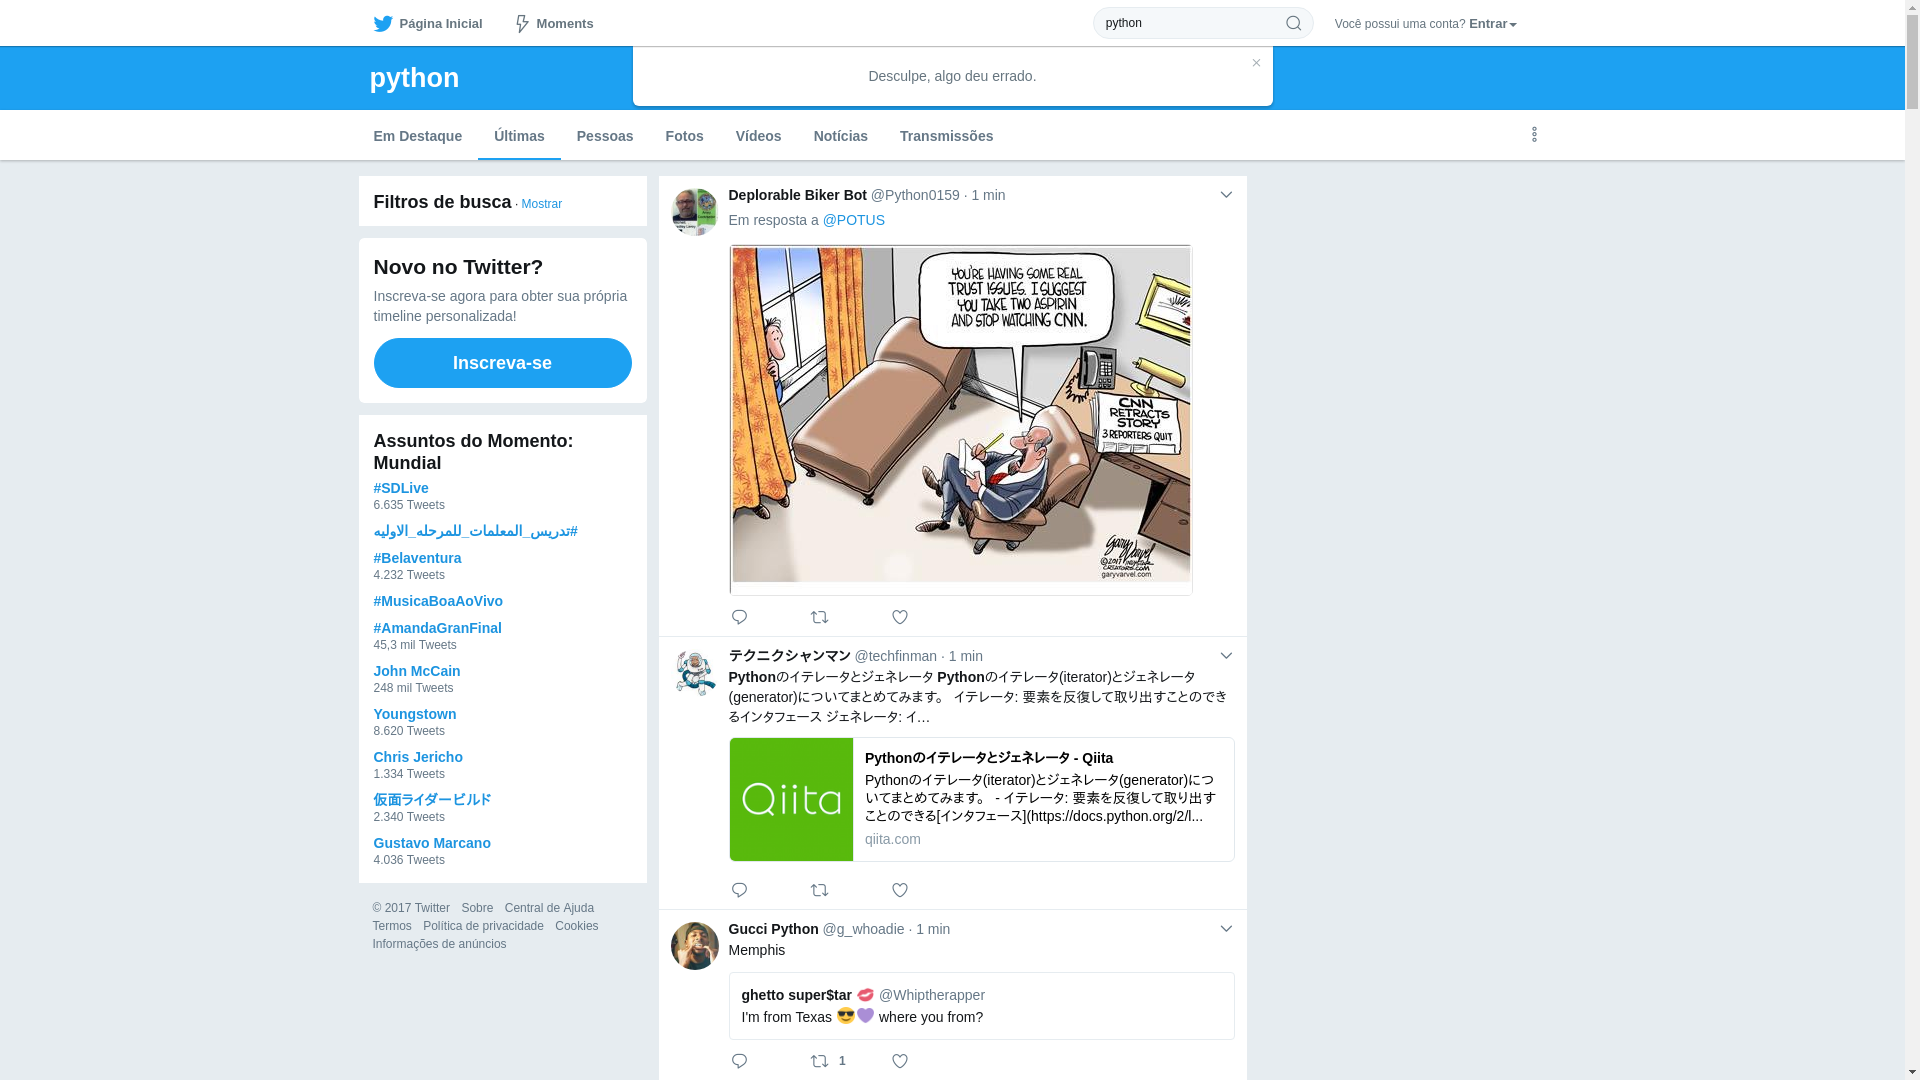 Página Inicial
Moments
python
Você possui uma conta? Entrar
python
Desculpe, algo deu errado.
×
Em Destaque
Últimas
Pessoas
Fotos
Vídeos
Notícias
Transmissões
Filtros de busca · Mostrar
Novo no Twitter?
Inscreva-se agora para obter sua própria
timeline personalizada!
Inscreva-se
Assuntos do Momento:
Mundial
#SDLive
6.635 Tweets
#تدريس_المعلمات_للمرحله_الاوليه
#Belaventura
4.232 Tweets
#MusicaBoaAoVivo
#AmandaGranFinal
45,3 mil Tweets
John McCain
248 mil Tweets
Youngstown
8.620 Tweets
Chris Jericho
1.334 Tweets
仮面ライダービルド
2.340 Tweets
Gustavo Marcano
4.036 Tweets
© 2017 Twitter Sobre Central de Ajuda
Termos Política de privacidade Cookies
Informações de anúncios
Deplorable Biker Bot @Python0159 · 1 min
Em resposta a @POTUS
YOU'RE HAVING SOME REAL
TRUST ISSUES. I SUGGEST
YOU TAKE TWO ASPIRIN
AND STOP WATCHING CNN.
CNN
RETRACTS
STORY
3 REPORTERS QUIT
Gary Varvel
©2017
CREATORS.COM
garyvarvel.com
テクニクシャンマン @techfinman · 1 min
Pythonのイテレータとジェネレータ Pythonのイテレータ(iterator)とジェネレータ
(generator)についてまとめてみます。 イテレータ: 要素を反復して取り出すことのでき
るインタフェース ジェネレータ: イ…
Qiita
Pythonのイテレータとジェネレータ - Qiita
Pythonのイテレータ(iterator)とジェネレータ(generator)につ
いてまとめてみます。 - イテレータ: 要素を反復して取り出す
ことのできる[インタフェース](https://docs.python.org/2/l...
qiita.com
Gucci Python @g_whoadie · 1 min
Memphis
ghetto super$tar 💋 @Whiptherapper
I'm from Texas 😎💜 where you from?
1